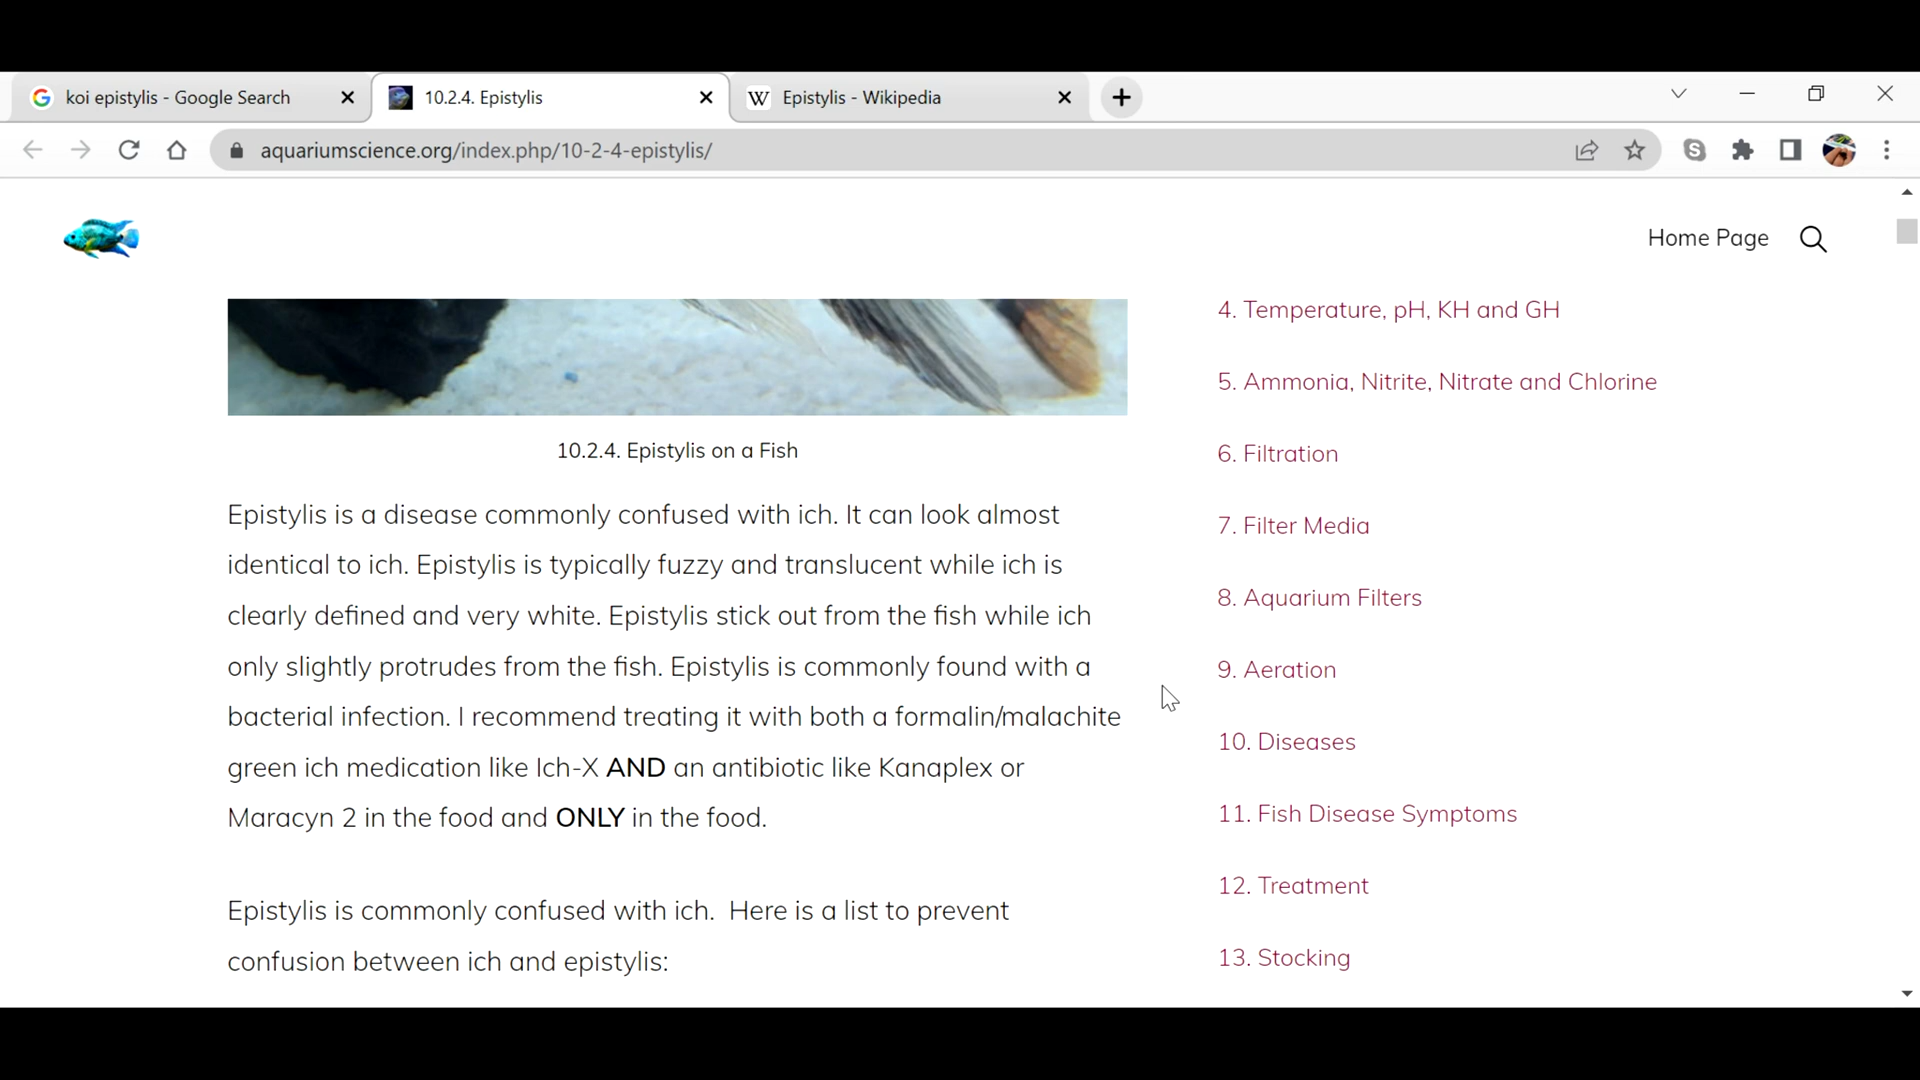 koi epistylis - Google Search
10.2.4. Epistylis
W Epistylis - Wikipedia
aquariumscience.org/index.php/10-2-4-epistylis/
Home Page
10.2.4. Epistylis on a Fish
Epistylis is a disease commonly confused with ich. It can look almost
identical to ich. Epistylis is typically fuzzy and translucent while ich is
clearly defined and very white. Epistylis stick out from the fish while ich
only slightly protrudes from the fish. Epistylis is commonly found with a
bacterial infection. I recommend treating it with both a formalin/malachite
green ich medication like Ich-X AND an antibiotic like Kanaplex or
Maracyn 2 in the food and ONLY in the food.
Epistylis is commonly confused with ich. Here is a list to prevent
confusion between ich and epistylis:
4. Temperature, pH, KH and GH
5. Ammonia, Nitrite, Nitrate and Chlorine
6. Filtration
7. Filter Media
8. Aquarium Filters
9. Aeration
10. Diseases
11. Fish Disease Symptoms
12. Treatment
13. Stocking